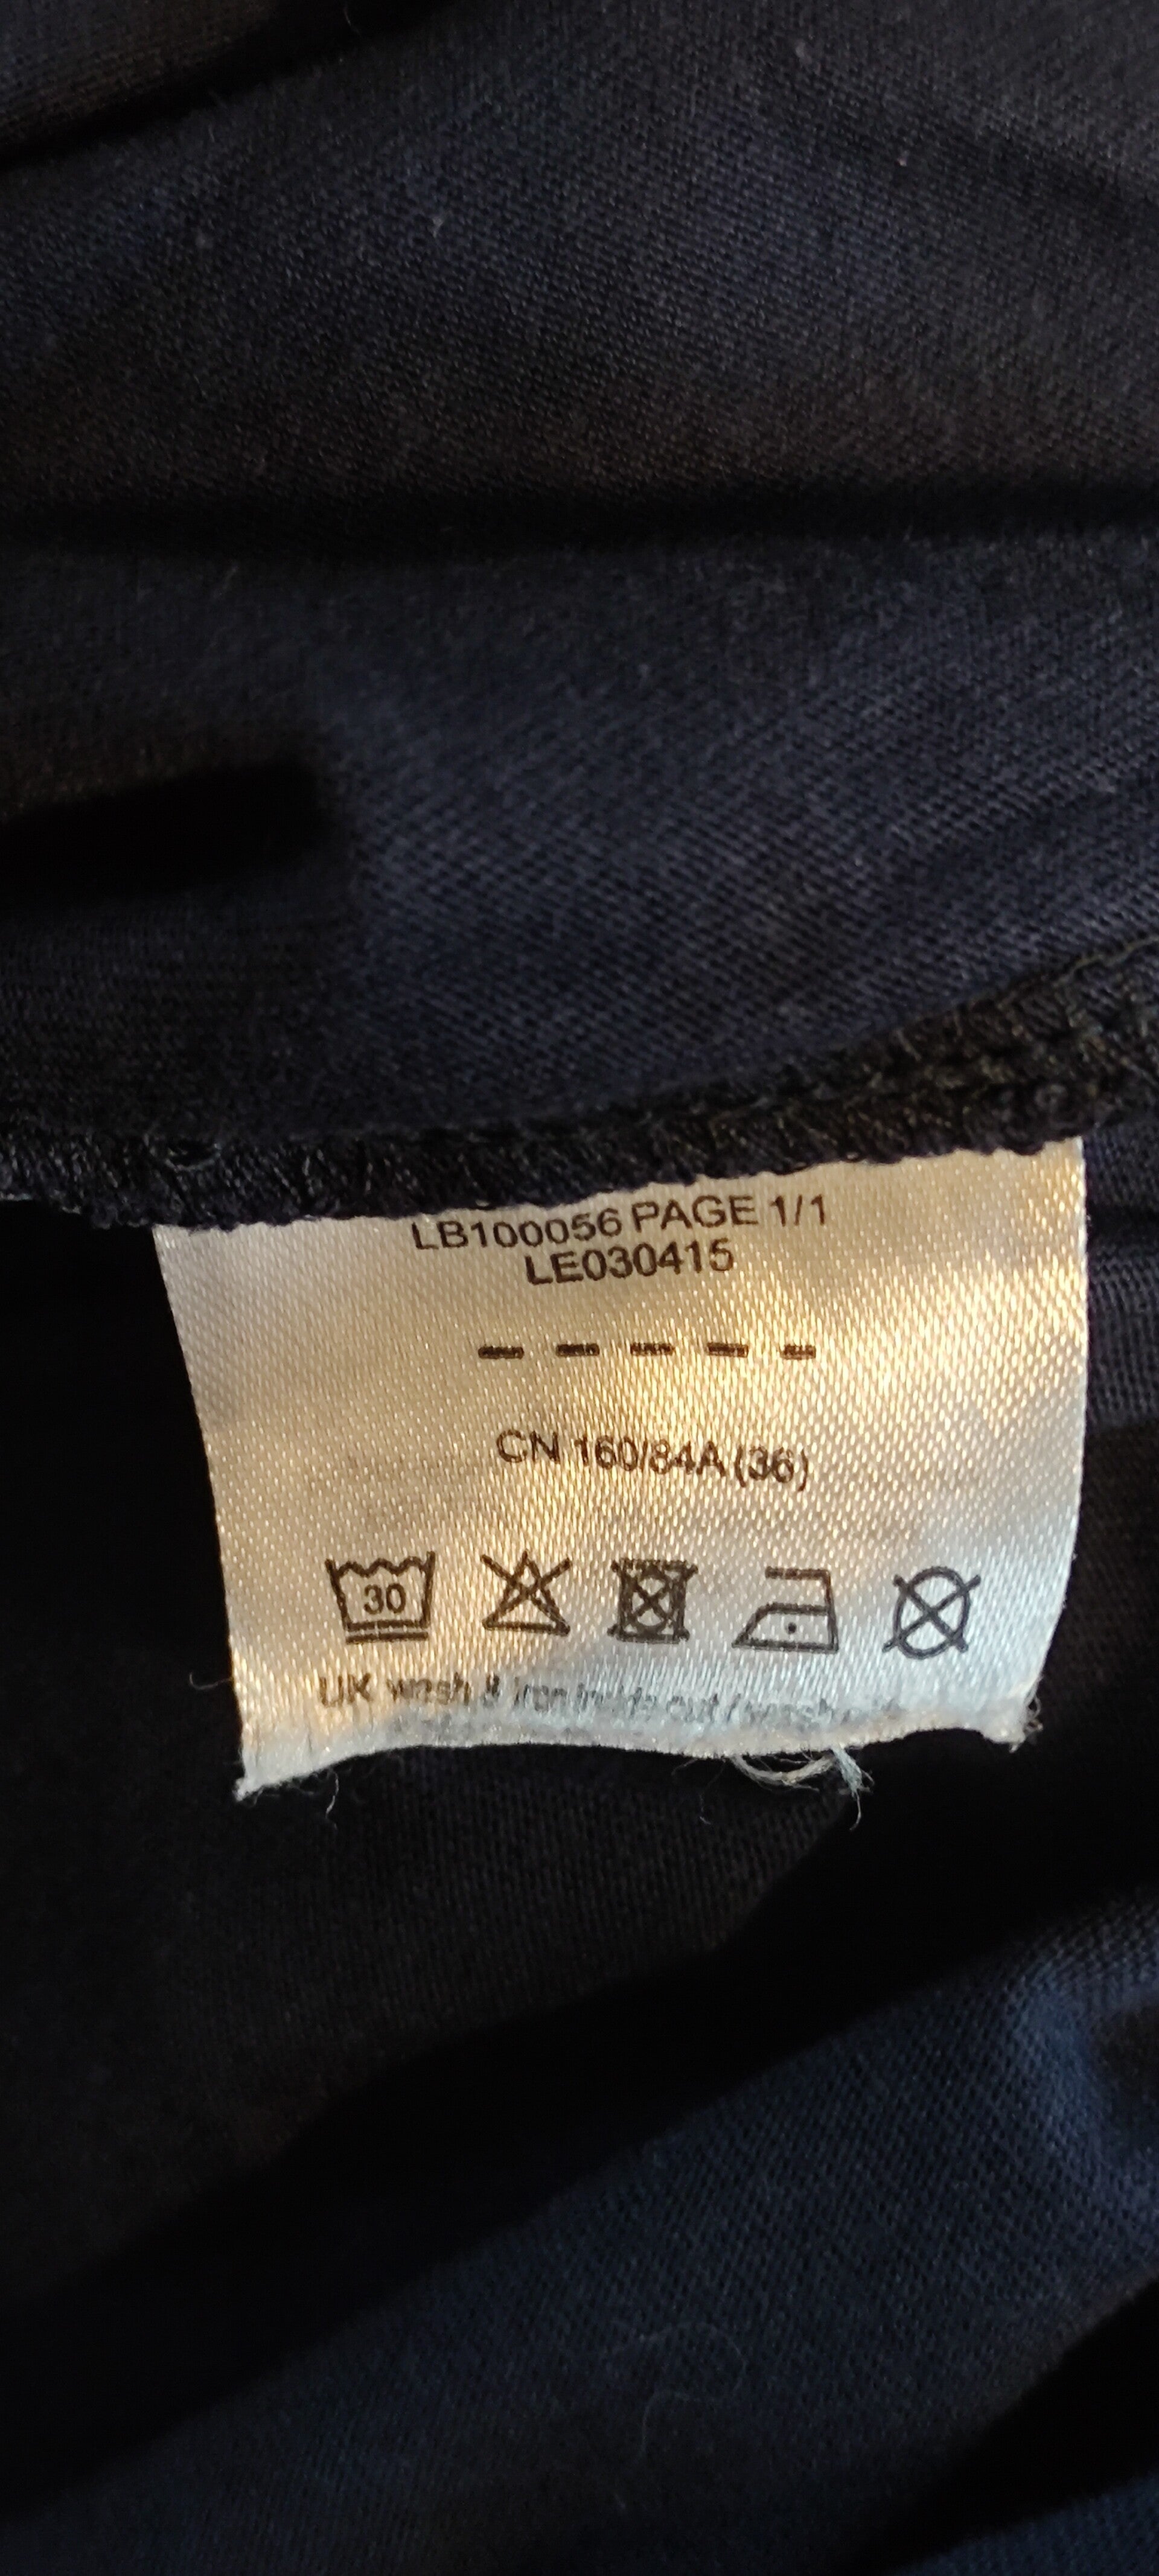 LB100056 PAGE 1/1
LE030415
- - - - -
CN 160/84A (36)
30
UK wash & iron inside out /